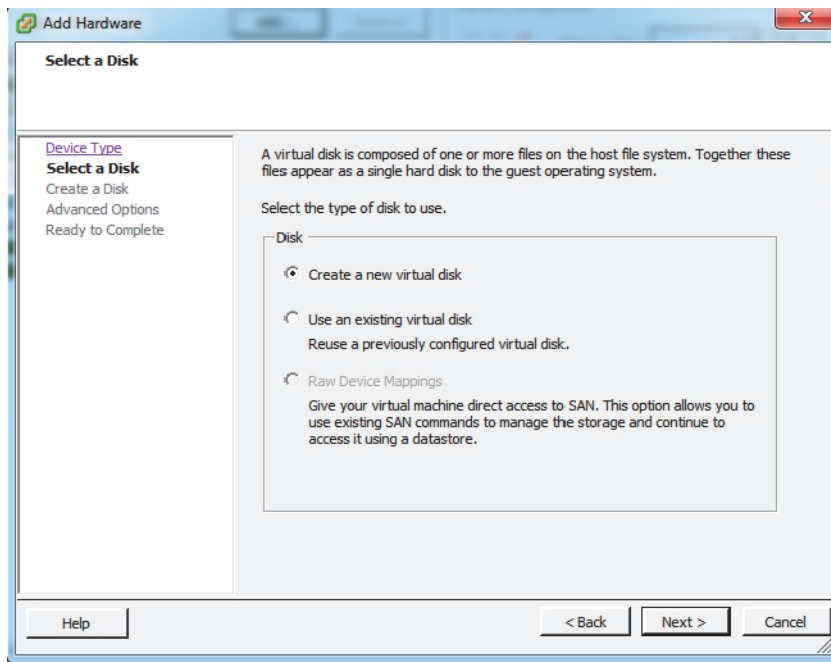 Add Hardware
Select a Disk
Device Type
Select a Disk
Create a Disk
Advanced Options
Ready to Complete
A virtual disk is composed of one or more files on the host file system. Together these
files appear as a single hard disk to the guest operating system.
Select the type of disk to use.
Disk
Create a new virtual disk
Use an existing virtual disk
Reuse a previously configured virtual disk.
Raw Device Mappings
Give your virtual machine direct access to SAN. This option allows you to
use existing SAN commands to manage the storage and continue to
access it using a datastore.
Help
< Back
Next >
Cancel